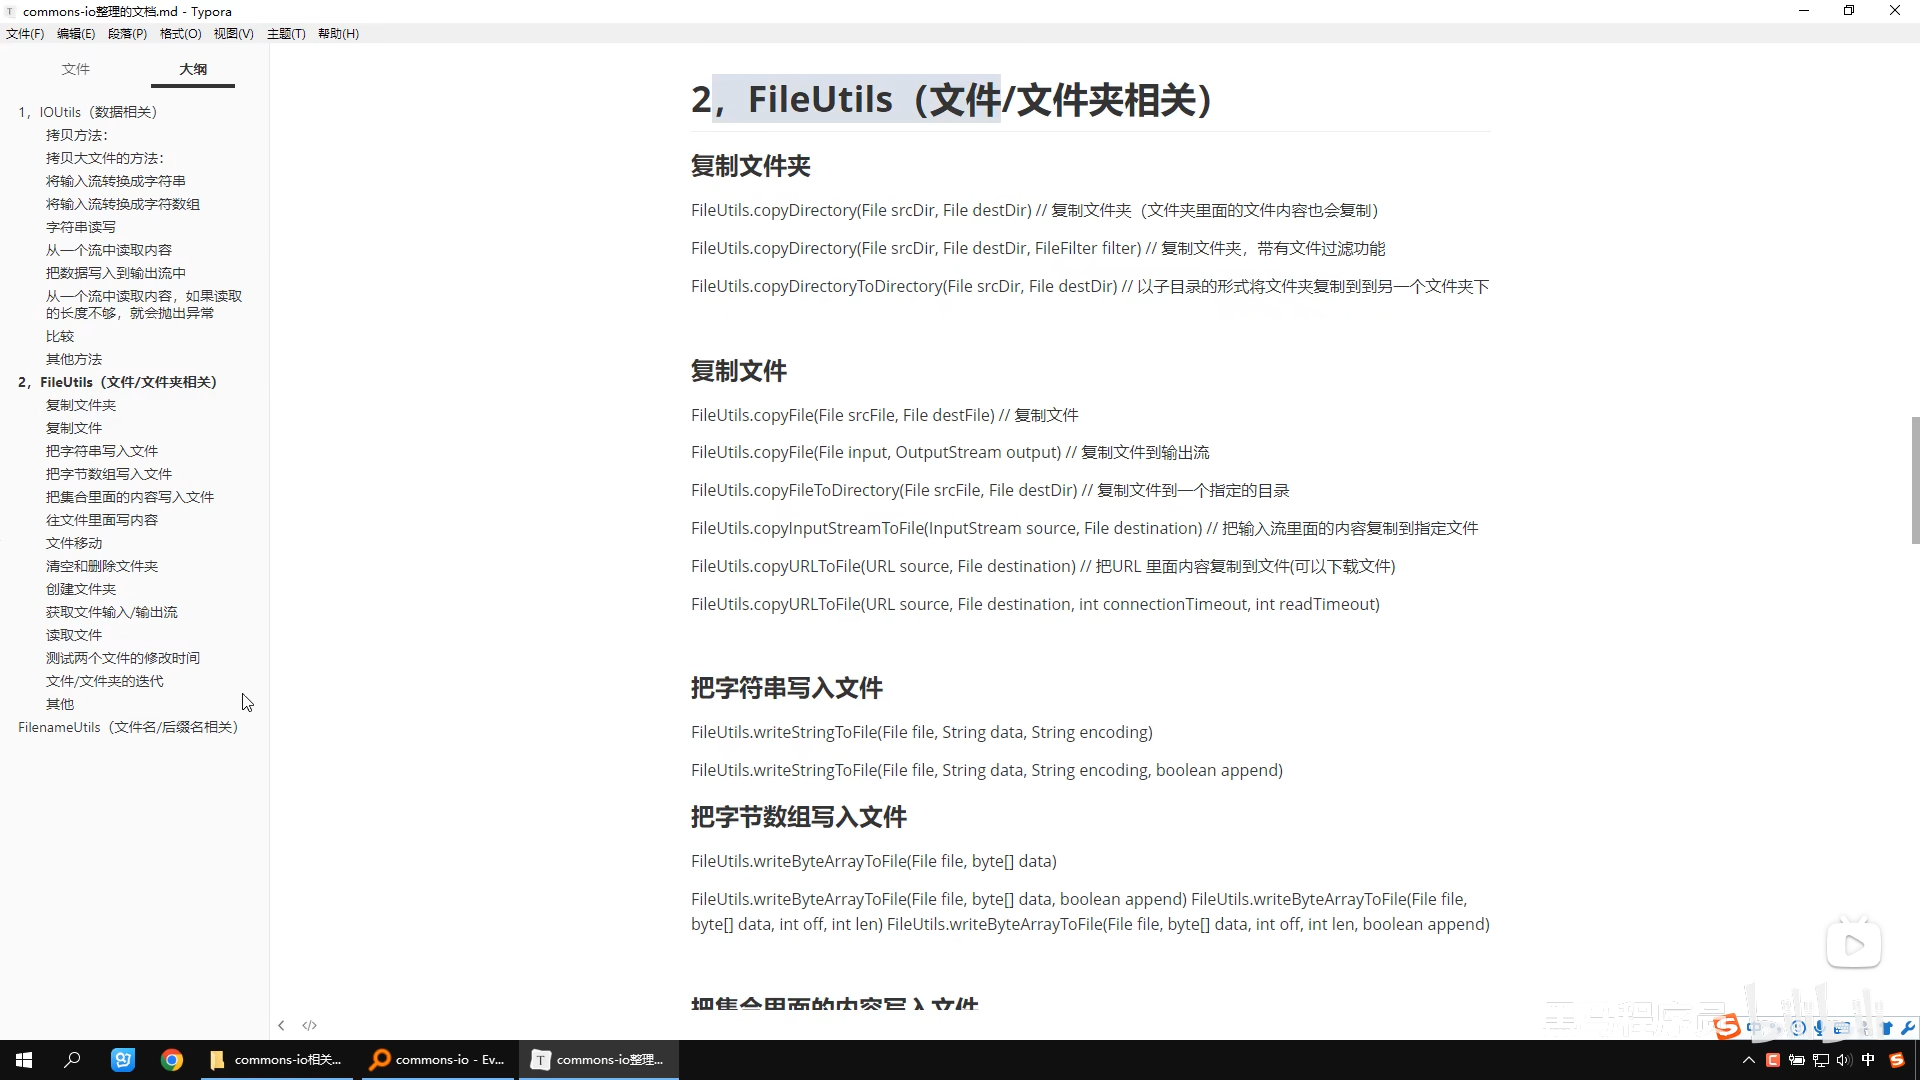 commons-io整理的文档.md - Typora
文件(F) 编辑(E) 段落(P) 格式(O) 视图(V) 主题(T) 帮助(H)
文件 大纲
1，IOUtils（数据相关）
拷贝方法：
拷贝大文件的方法：
将输入流转换成字符串
将输入流转换成字符数组
字符串读写
从一个流中读取内容
把数据写入到输出流中
从一个流中读取内容，如果读取
的长度不够，就会抛出异常
比较
其他方法
2，FileUtils（文件/文件夹相关）
复制文件夹
复制文件
把字符串写入文件
把字节数组写入文件
把集合里面的内容写入文件
往文件里面写内容
文件移动
清空和删除文件夹
创建文件夹
获取文件输入/输出流
读取文件
测试两个文件的修改时间
文件/文件夹的迭代
其他
FilenameUtils（文件名/后缀名相关）
2，FileUtils（文件/文件夹相关）
复制文件夹
FileUtils.copyDirectory(File srcDir, File destDir) // 复制文件夹（文件夹里面的文件内容也会复制）
FileUtils.copyDirectory(File srcDir, File destDir, FileFilter filter) // 复制文件夹，带有文件过滤功能
FileUtils.copyDirectoryToDirectory(File srcDir, File destDir) // 以子目录的形式将文件夹复制到到另一个文件夹下
复制文件
FileUtils.copyFile(File srcFile, File destFile) // 复制文件
FileUtils.copyFile(File input, OutputStream output) // 复制文件到输出流
FileUtils.copyFileToDirectory(File srcFile, File destDir) // 复制文件到一个指定的目录
FileUtils.copyInputStreamToFile(InputStream source, File destination) // 把输入流里面的内容复制到指定文件
FileUtils.copyURLToFile(URL source, File destination) // 把URL 里面内容复制到文件(可以下载文件)
FileUtils.copyURLToFile(URL source, File destination, int connectionTimeout, int readTimeout)
把字符串写入文件
FileUtils.writeStringToFile(File file, String data, String encoding)
FileUtils.writeStringToFile(File file, String data, String encoding, boolean append)
把字节数组写入文件
FileUtils.writeByteArrayToFile(File file, byte[] data)
FileUtils.writeByteArrayToFile(File file, byte[] data, boolean append) FileUtils.writeByteArrayToFile(File file,
byte[] data, int off, int len) FileUtils.writeByteArrayToFile(File file, byte[] data, int off, int len, boolean append)
把集合里面的内容写入文件
</>
commons-io相关... commons-io - Ev... commons-io整理... 中